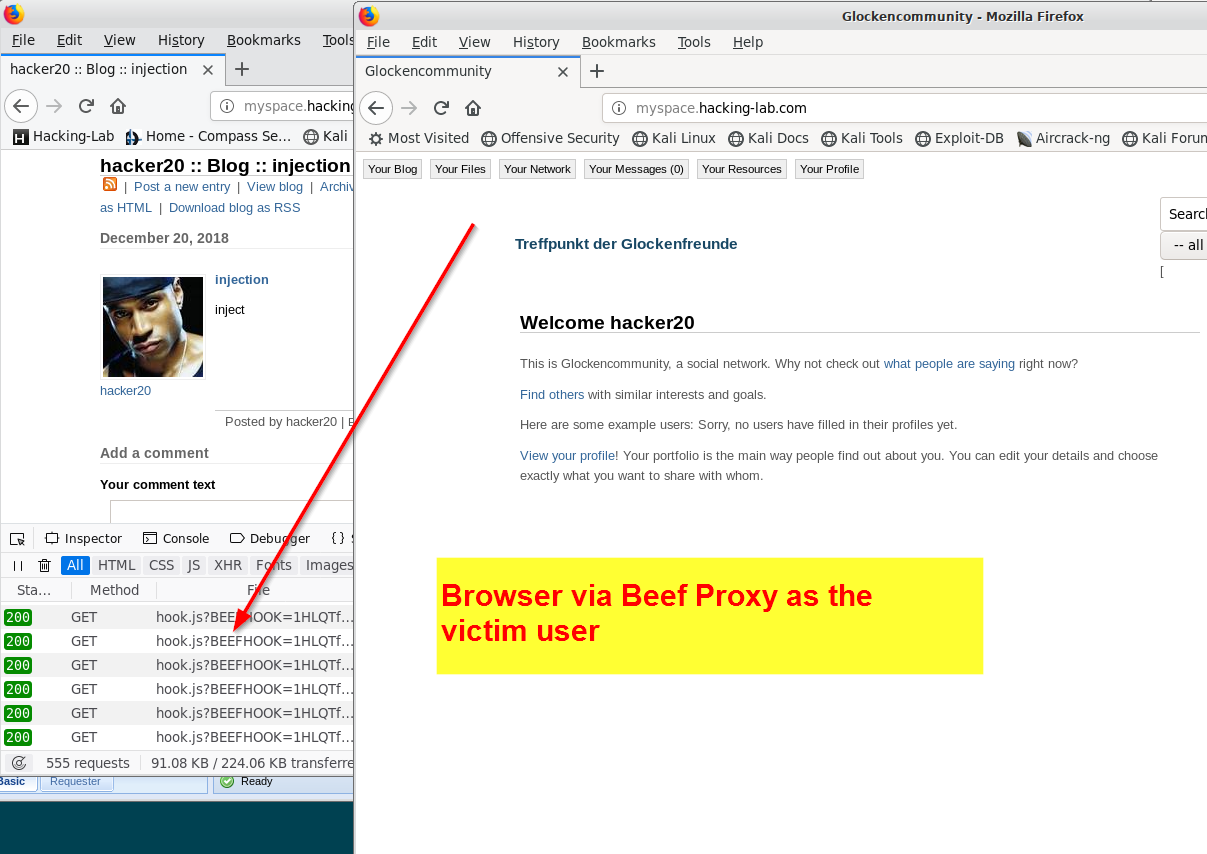 File Edit View History Bookmarks Tools
hacker20 :: Blog :: injection
myspace.hacking
Hacking-Lab Home - Compass Se… Kali
hacker20 :: Blog :: injection
| Post a new entry | View blog | Archiv
as HTML | Download blog as RSS
December 20, 2018
injection
inject
hacker20
Posted by hacker20 |
Add a comment
Your comment text
Inspector Console Debugger { }
All HTML CSS JS XHR Fonts Images
Sta… Method File
200 GET hook.js?BEEFHOOK=1HLQTf…
200 GET hook.js?BEEFHOOK=1HLQTf…
200 GET hook.js?BEEFHOOK=1HLQTf…
200 GET hook.js?BEEFHOOK=1HLQTf…
200 GET hook.js?BEEFHOOK=1HLQTf…
200 GET hook.js?BEEFHOOK=1HLQTf…
555 requests 91.08 KB / 224.06 KB transferre
Basic Requester Ready
Glockencommunity - Mozilla Firefox
File Edit View History Bookmarks Tools Help
Glockencommunity
myspace.hacking-lab.com
Most Visited Offensive Security Kali Linux Kali Docs Kali Tools Exploit-DB Aircrack-ng Kali Forum
Your Blog Your Files Your Network Your Messages (0) Your Resources Your Profile
Search
Treffpunkt der Glockenfreunde
-- all
[
Welcome hacker20
This is Glockencommunity, a social network. Why not check out what people are saying right now?
Find others with similar interests and goals.
Here are some example users: Sorry, no users have filled in their profiles yet.
View your profile! Your portfolio is the main way people find out about you. You can edit your details and choose
exactly what you want to share with whom.
Browser via Beef Proxy as the
victim user